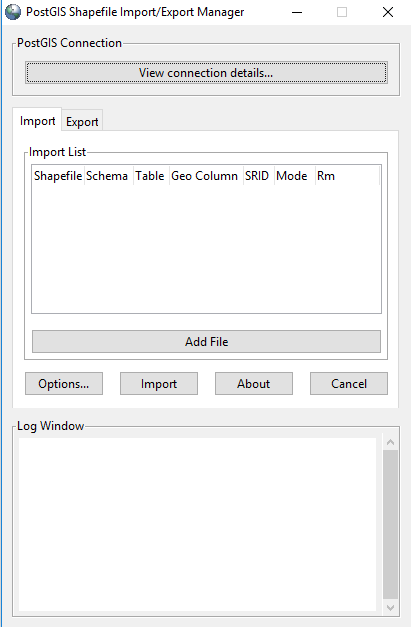 PostGIS Shapefile Import/Export Manager
PostGIS Connection
View connection details...
Import Export
Import List
Shapefile Schema Table Geo Column SRID Mode Rm
Add File
Options... Import About Cancel
Log Window